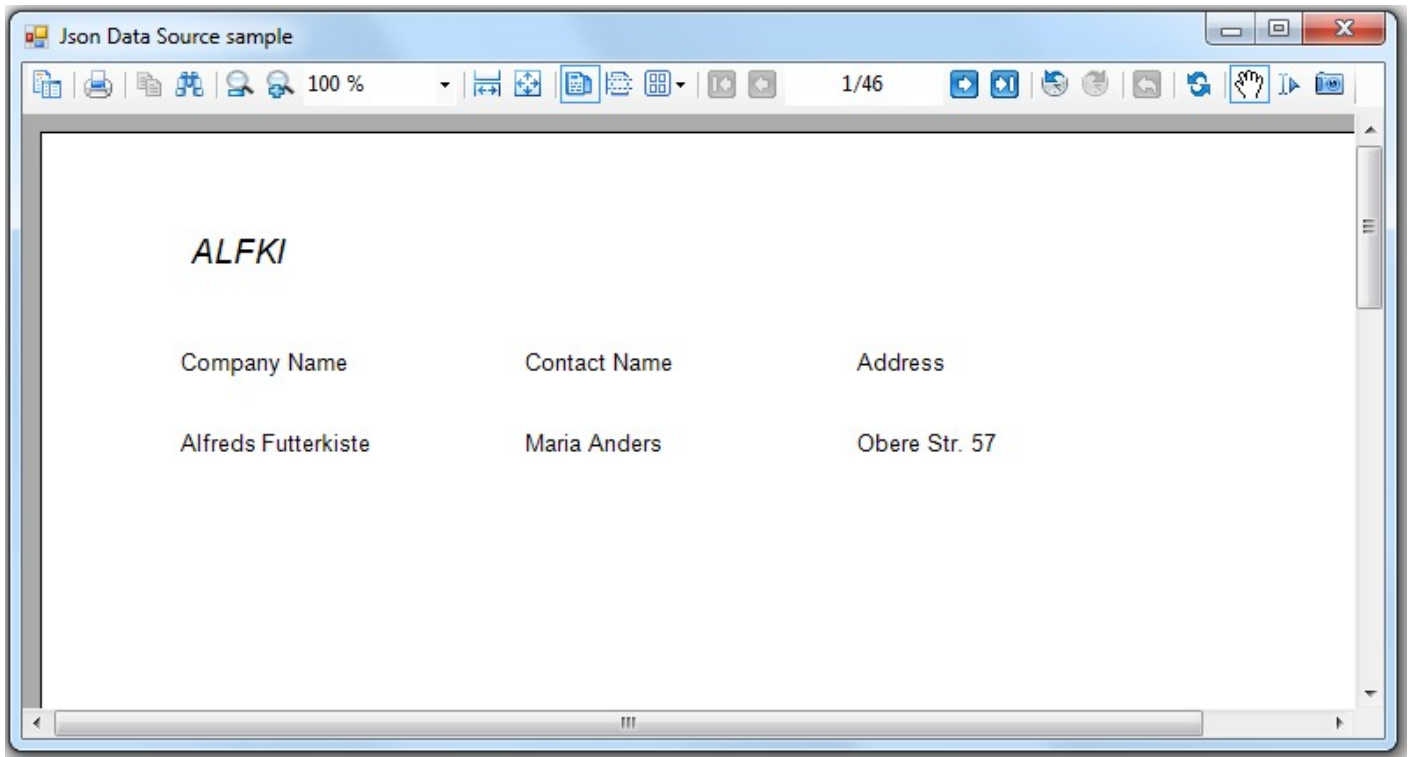 Json Data Source sample
100 % 1/46
ALFKI
Company Name Contact Name Address
Alfreds Futterkiste Maria Anders Obere Str. 57